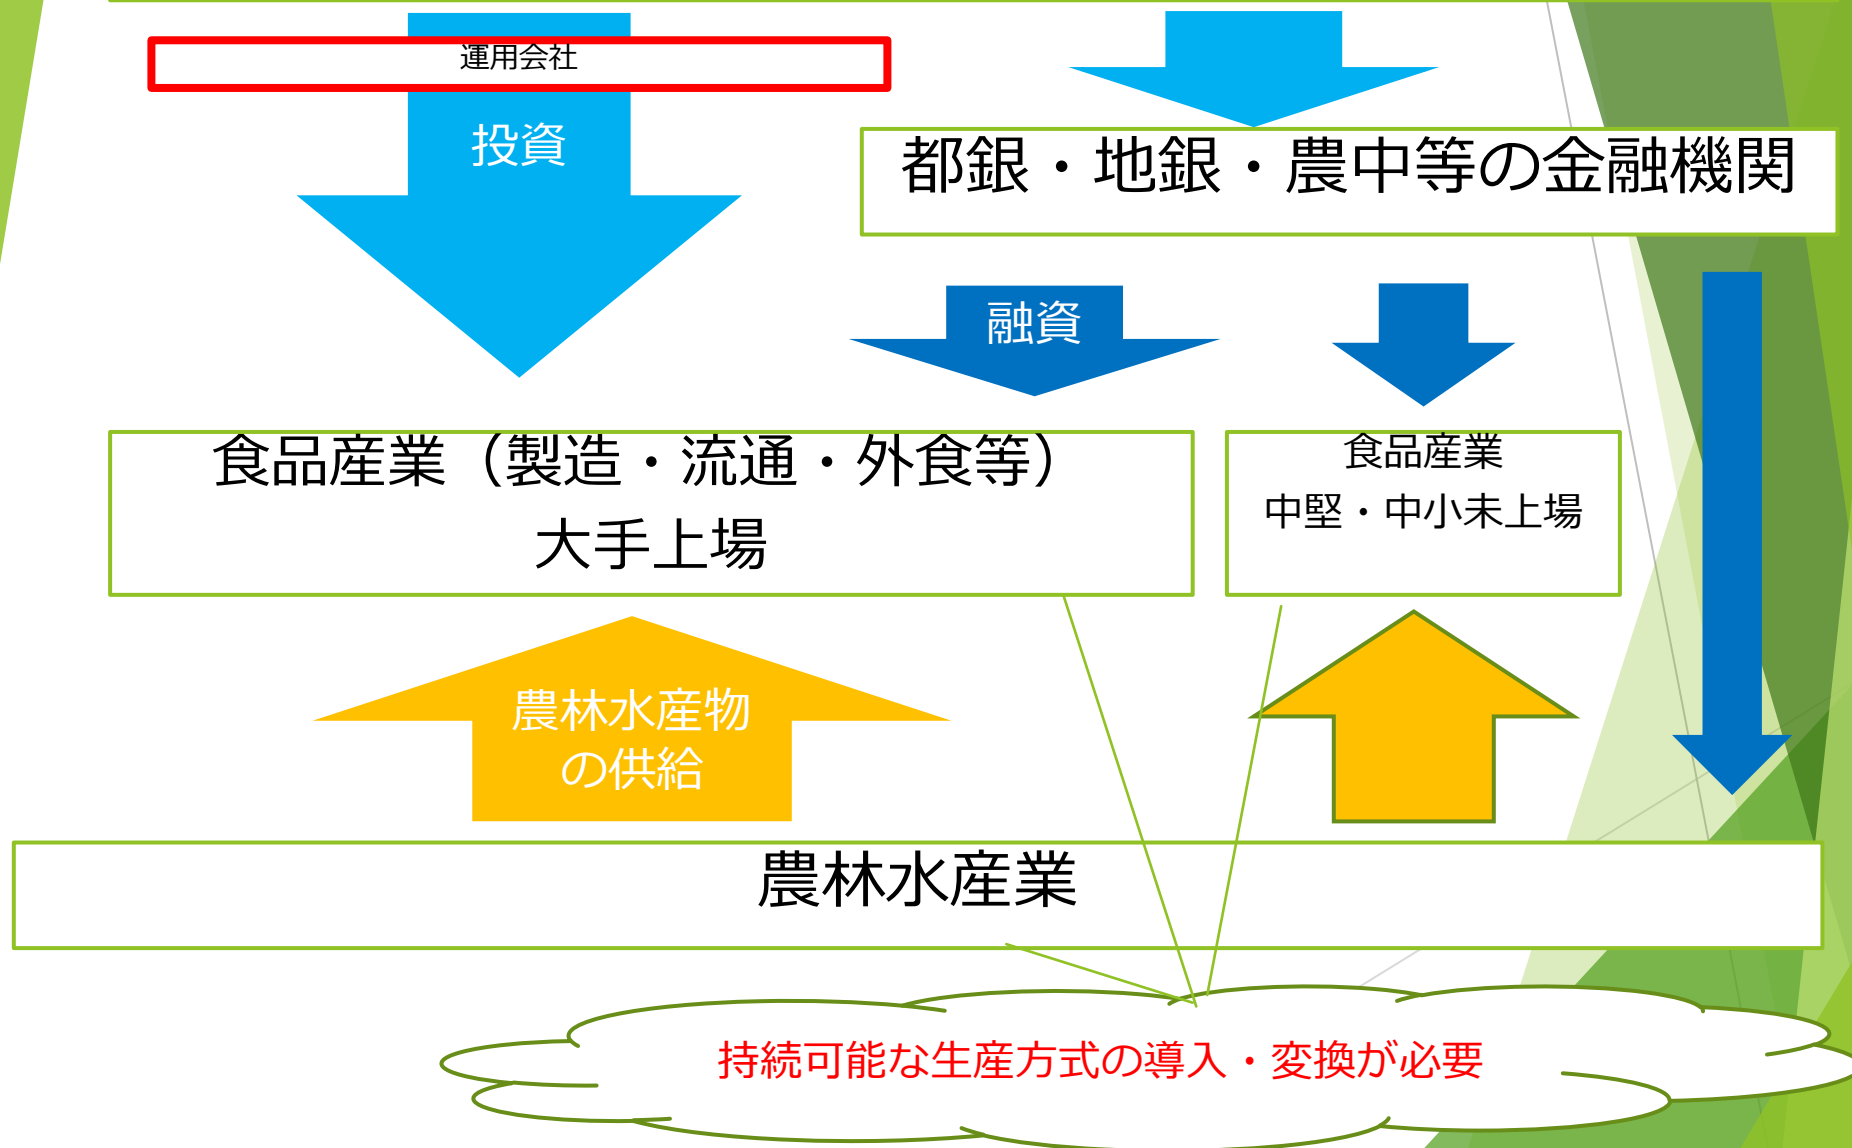 運用会社
投資
都銀・地銀・農中等の金融機関
融資
食品産業（製造・流通・外食等）
大手上場
食品産業
中堅・中小未上場
農林水産物
の供給
農林水産業
持続可能な生産方式の導入・変換が必要